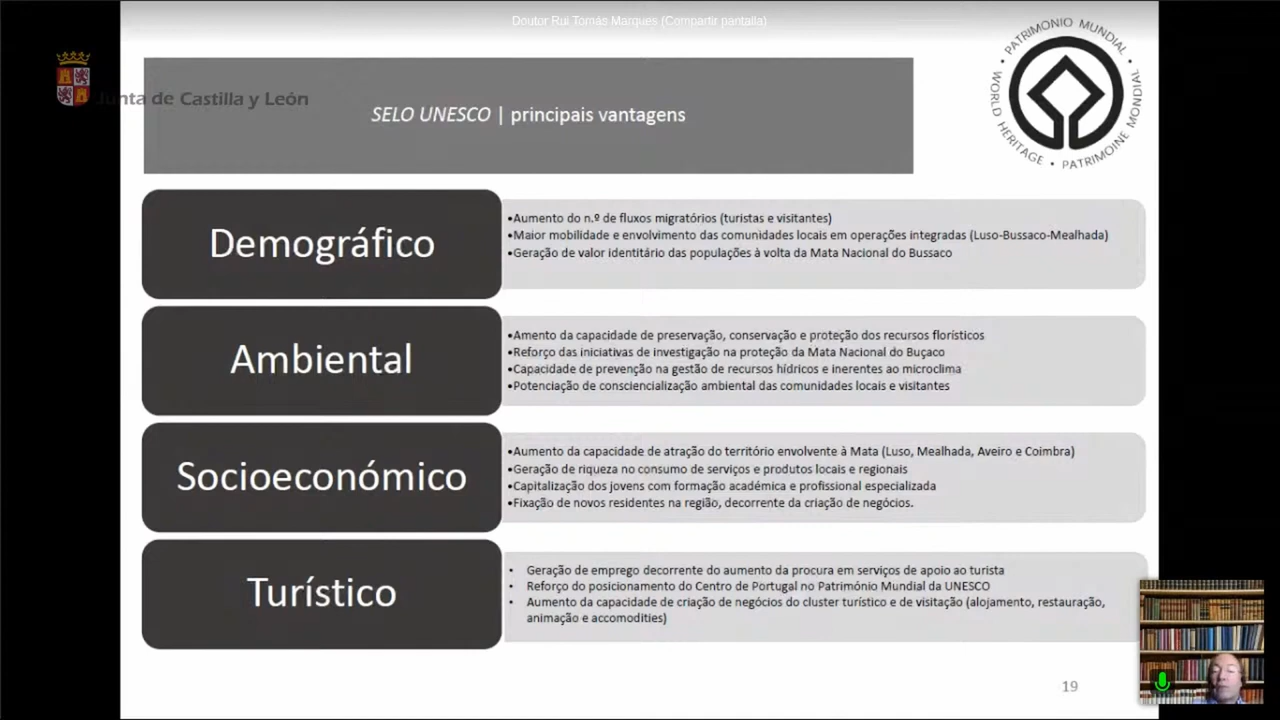 Doutor Rui Tomás Marques (Compartir pantalla)
Junta de Castilla y León
SELO UNESCO | principais vantagens
• PATRIMONIO MUNDIAL • WORLD HERITAGE • PATRIMOINE MONDIAL
Demográfico
•Aumento do n.º de fluxos migratórios (turistas e visitantes)
•Maior mobilidade e envolvimento das comunidades locais em operações integradas (Luso-Bussaco-Mealhada)
•Geração de valor identitário das populações à volta da Mata Nacional do Bussaco
Ambiental
•Amento da capacidade de preservação, conservação e proteção dos recursos florísticos
•Reforço das iniciativas de investigação na proteção da Mata Nacional do Buçaco
•Capacidade de prevenção na gestão de recursos hídricos e inerentes ao microclima
•Potenciação de consciencialização ambiental das comunidades locais e visitantes
Socioeconómico
•Aumento da capacidade de atração do território envolvente à Mata (Luso, Mealhada, Aveiro e Coimbra)
•Geração de riqueza no consumo de serviços e produtos locais e regionais
•Capitalização dos jovens com formação académica e profissional especializada
•Fixação de novos residentes na região, decorrente da criação de negócios.
Turístico
• Geração de emprego decorrente do aumento da procura em serviços de apoio ao turista
• Reforço do posicionamento do Centro de Portugal no Património Mundial da UNESCO
• Aumento da capacidade de criação de negócios do cluster turístico e de visitação (alojamento, restauração,
animação e accomodities)
19